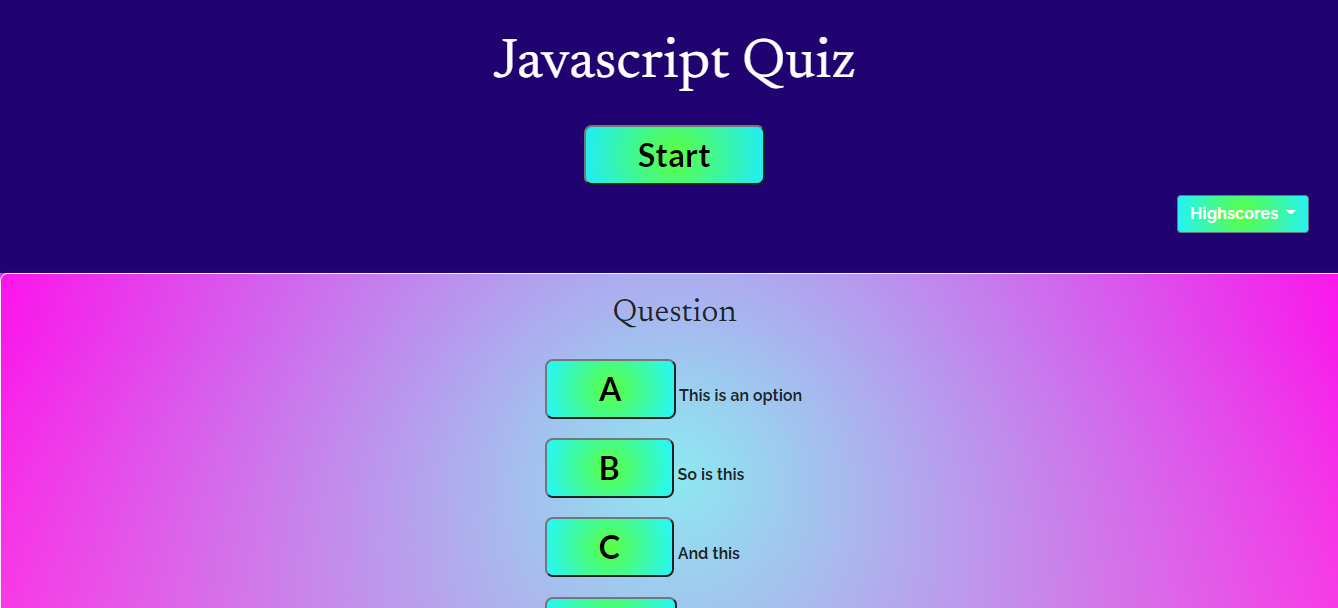 Javascript Quiz
Start
Highscores
Question
A This is an option
B So is this
C And this